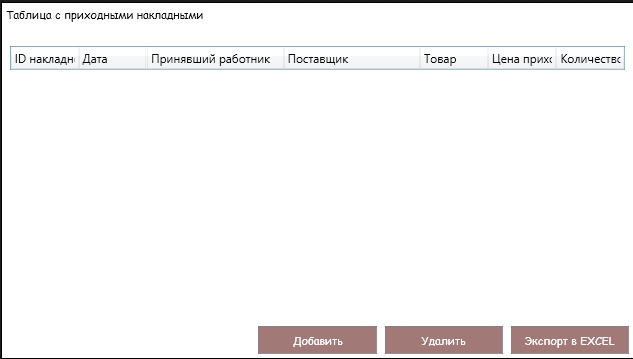 Таблица с приходными накладными
ID накладн Дата Принявший работник Поставщик Товар Цена прихо Количество
Добавить Удалить Экспорт в EXCEL